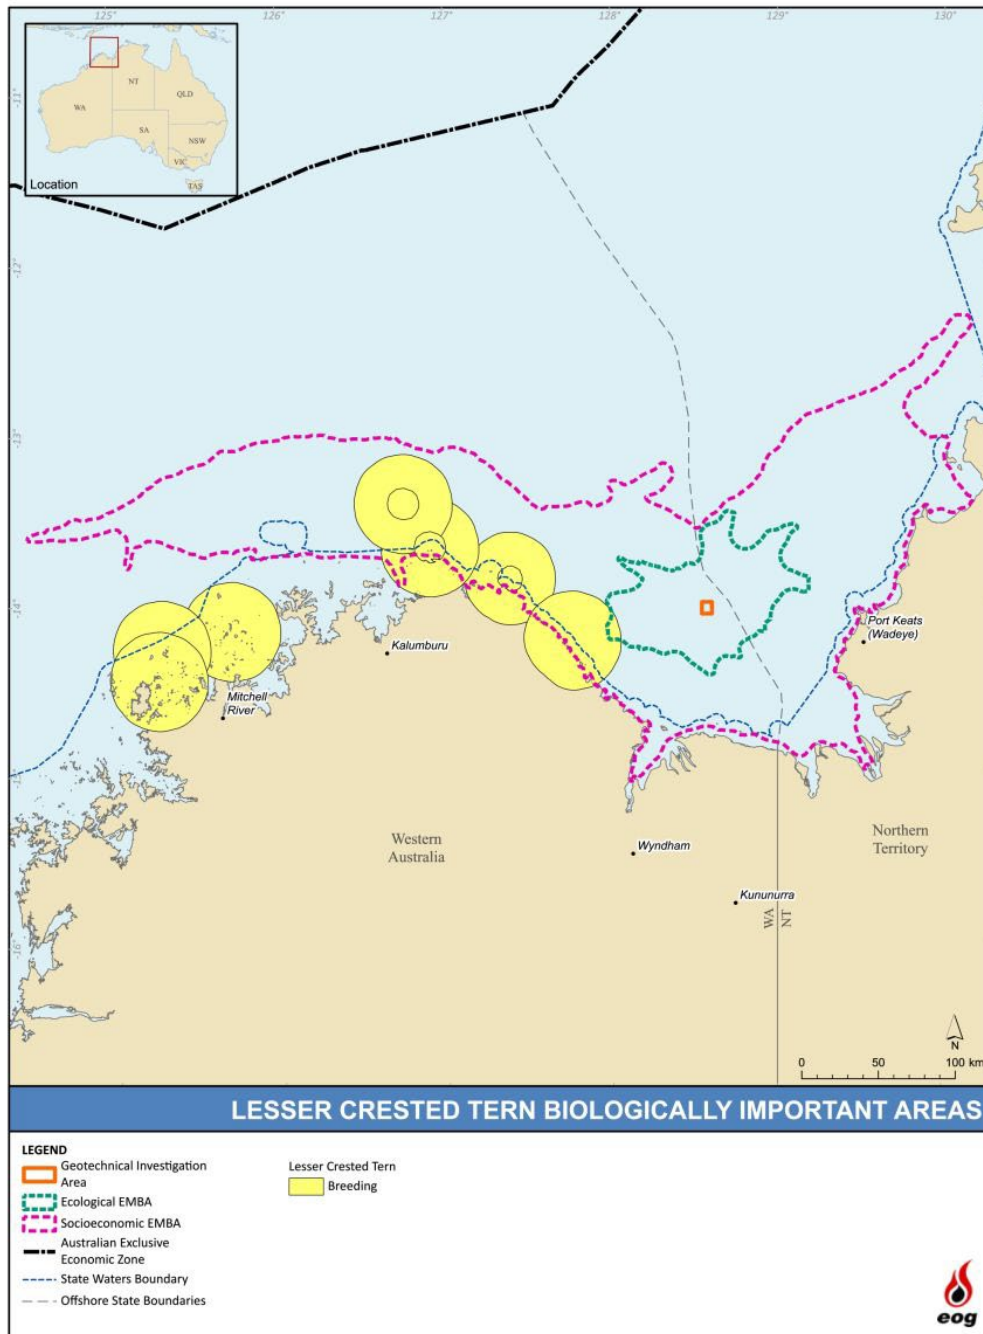 125°
126°
127°
128°
129°
130°
-11°
-12°
-13°
-14°
-16°
WA
NT
QLD
SA
NSW
VIC
TAS
Location
Port Keats
(Wadeye)
Kalumburu
Mitchell
River
Western
Australia
Northern
Territory
Wyndham
Kununurra
WA
NT
N
0 50 100 km
LESSER CRESTED TERN BIOLOGICALLY IMPORTANT AREAS
LEGEND
Geotechnical Investigation
Area
Ecological EMBA
Socioeconomic EMBA
Australian Exclusive
Economic Zone
State Waters Boundary
Offshore State Boundaries
Lesser Crested Tern
Breeding
eog